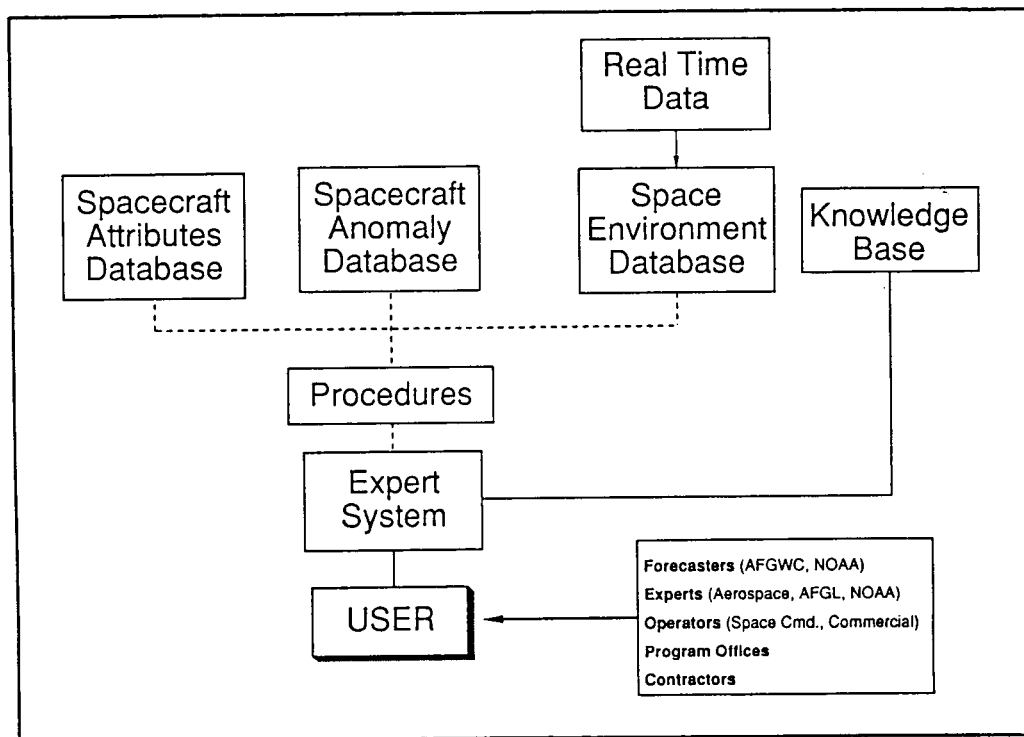 Real Time
Data
Spacecraft
Attributes
Database
Spacecraft
Anomaly
Database
Space
Environment
Database
Knowledge
Base
Procedures
Expert
System
USER
Forecasters (AFGWC, NOAA)
Experts (Aerospace, AFGL, NOAA)
Operators (Space Cmd., Commercial)
Program Offices
Contractors